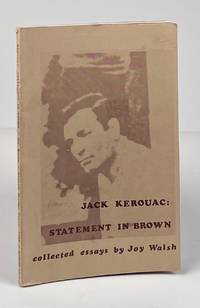 JACK KEROUAC:
STATEMENT IN BROWN
collected essays by Joy Walsh